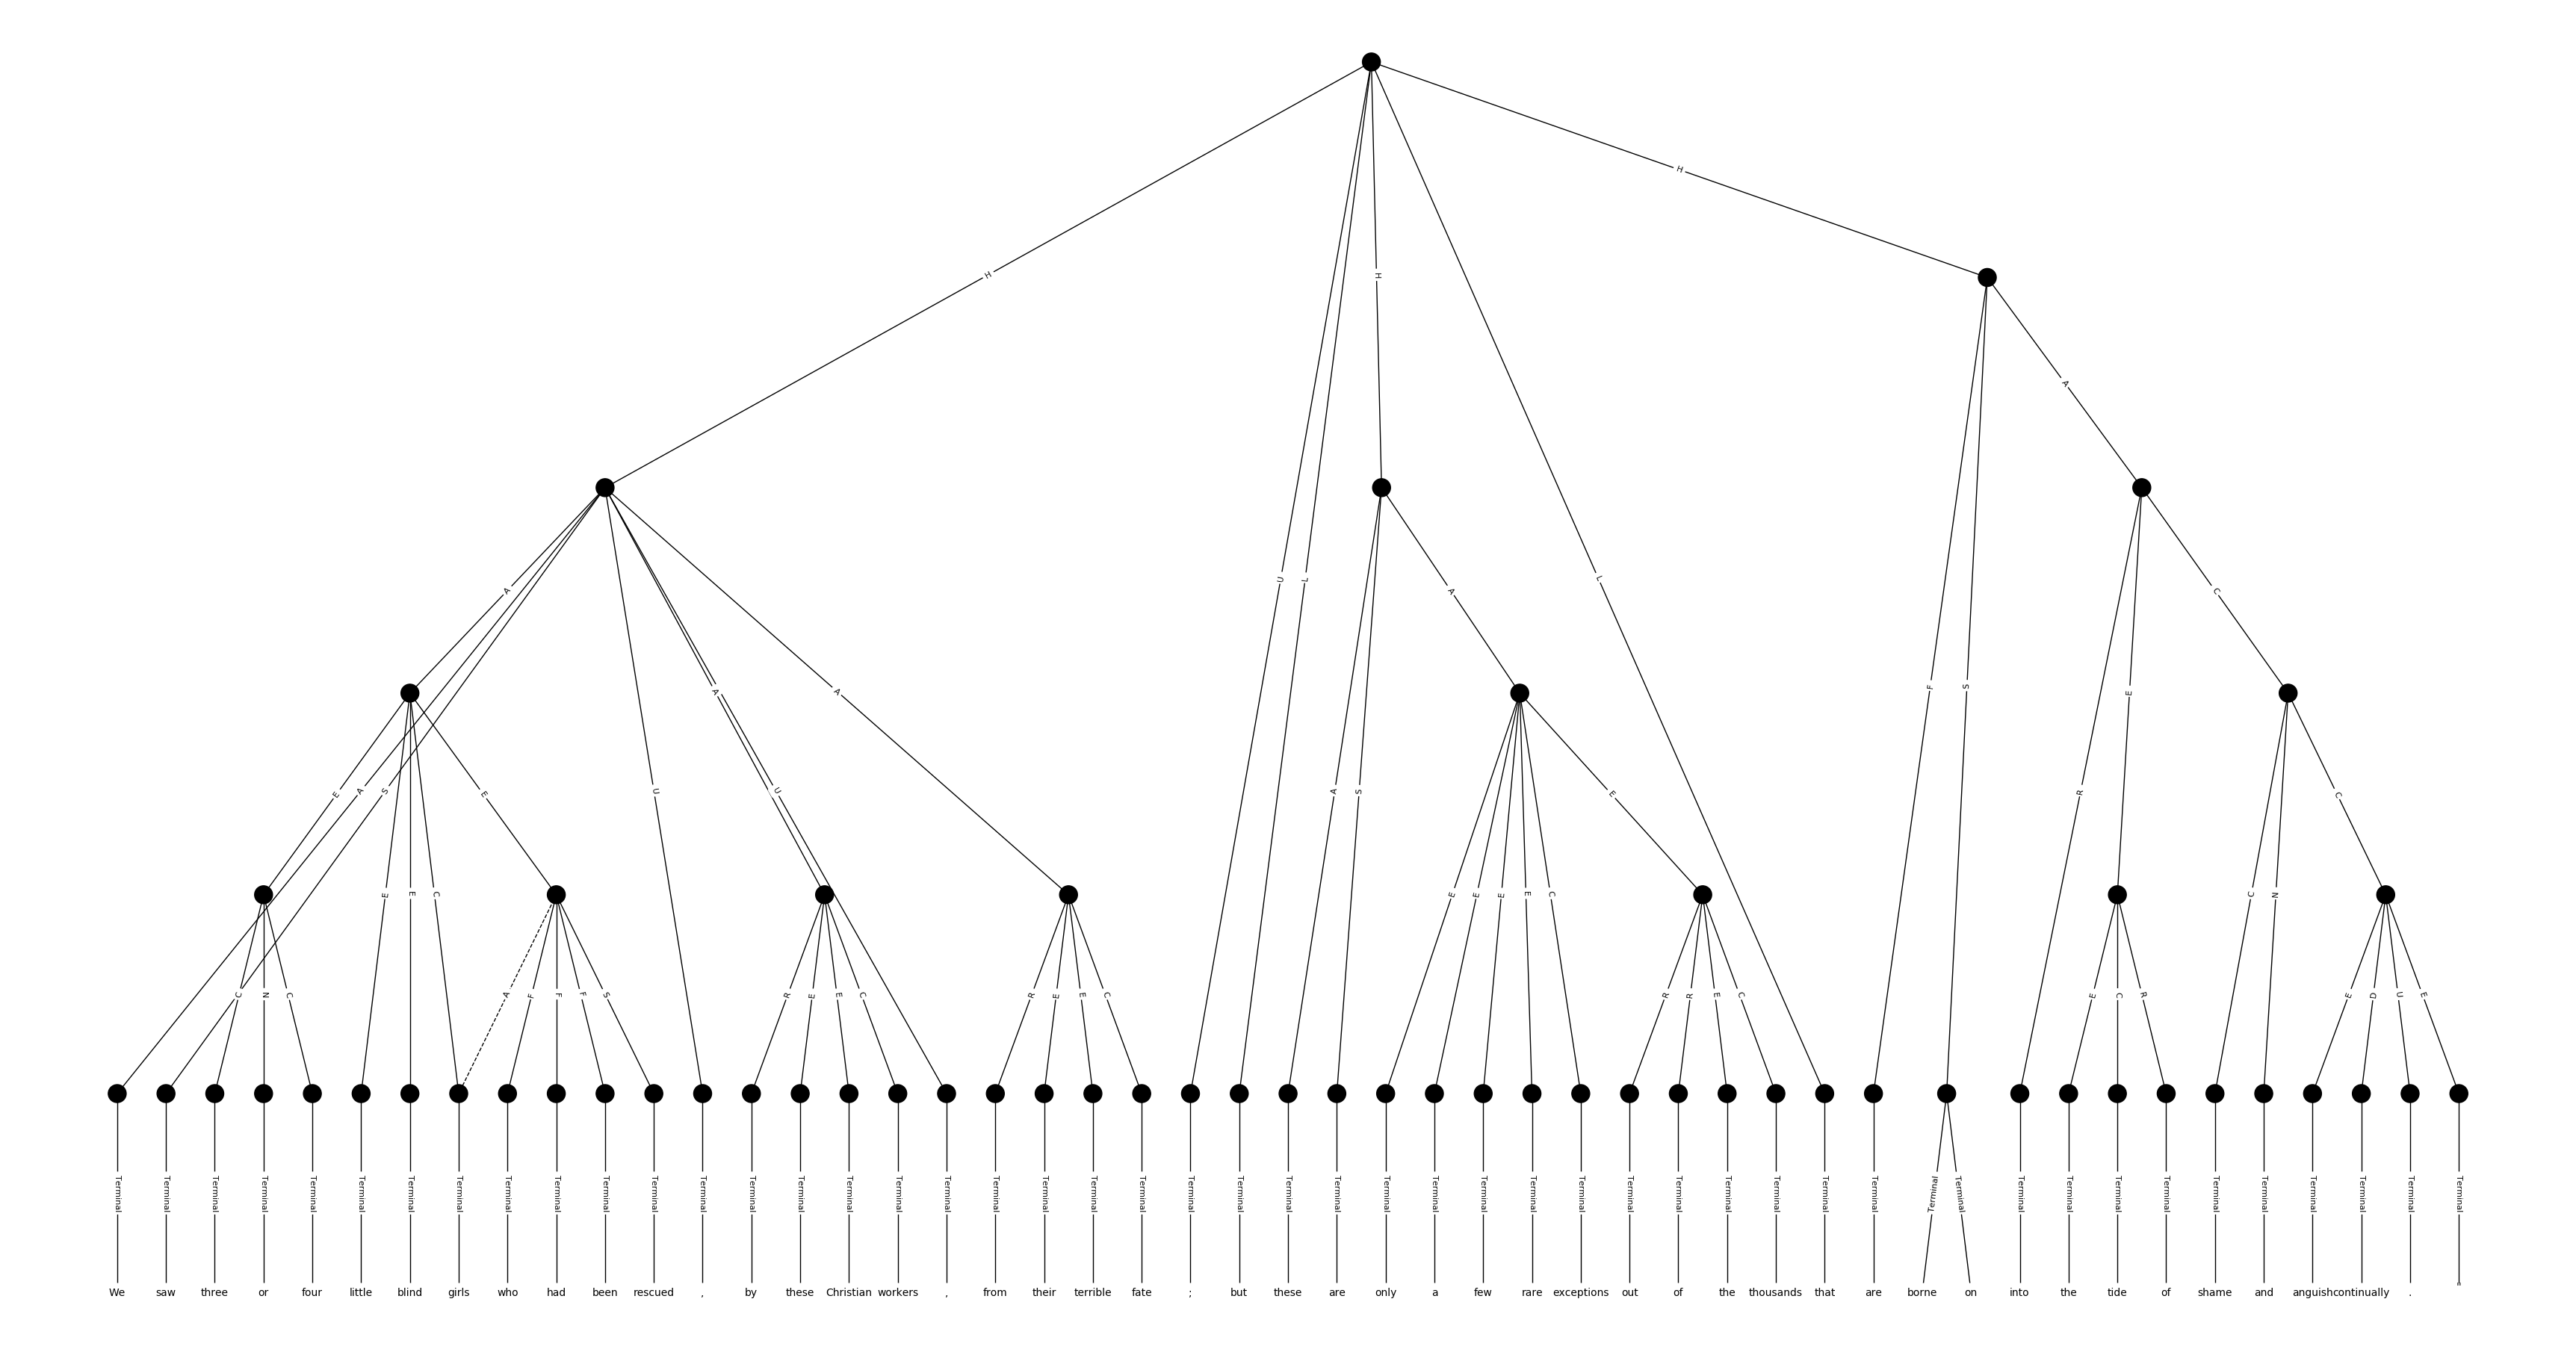 H
H
H
A
U
L
L
A
A
C
A
A
F
S
E
A
S
E
U
U
A
S
E
R
C
E
E
C
E
E
E
E
C
C
N
C
N
C
A
F
F
F
S
R
E
E
C
R
E
E
C
R
R
E
C
E
C
R
E
D
U
E
Terminal Terminal Terminal Terminal Terminal Terminal Terminal Terminal Terminal Terminal Terminal Terminal Terminal Terminal Terminal Terminal Terminal Terminal Terminal Terminal Terminal Terminal Terminal Terminal Terminal Terminal Terminal Terminal Terminal Terminal Terminal Terminal Terminal Terminal Terminal Terminal Terminal Terminal Terminal Terminal Terminal Terminal Terminal Terminal Terminal Terminal Terminal Terminal Terminal
We saw three or four little blind girls who had been rescued , by these Christian workers , from their terrible fate ; but these are only a few rare exceptions out of the thousands that are borne on into the tide of shame and anguish continually . "